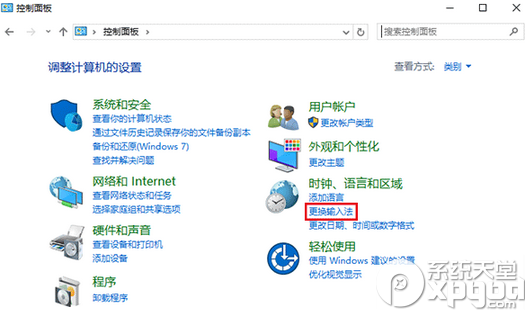 控制面板
控制面板
搜索控制面板
调整计算机的设置
查看方式: 类别
系统和安全
查看你的计算机状态
通过文件历史记录保存你的文件备份副本
备份和还原(Windows 7)
查找并解决问题
网络和 Internet
查看网络状态和任务
选择家庭组和共享选项
硬件和声音
查看设备和打印机
添加设备
程序
卸载程序
用户帐户
更改帐户类型
外观和个性化
更改主题
时钟、语言和区域
添加语言
更换输入法
更改日期、时间或数字格式
轻松使用
使用 Windows 建议的设置
优化视觉显示
系统天堂
xpgod